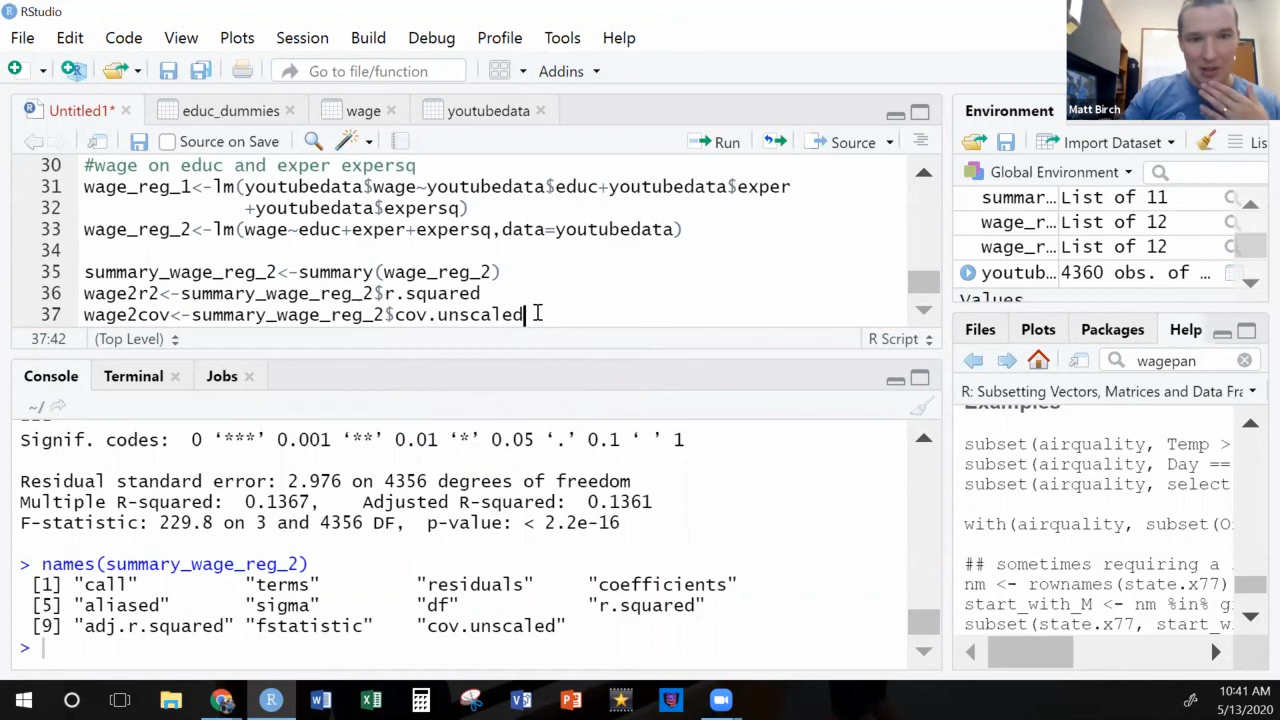 RStudio
File Edit Code View Plots Session Build Debug Profile Tools Help
Go to file/function Addins
Matt Birch
Untitled1* educ_dummies wage youtubedata
Source on Save Run Source
30 #wage on educ and exper expersq
31 wage_reg_1<-lm(youtubedata$wage~youtubedata$educ+youtubedata$exper
32 +youtubedata$expersq)
33 wage_reg_2<-lm(wage~educ+exper+expersq,data=youtubedata)
34
35 summary_wage_reg_2<-summary(wage_reg_2)
36 wage2r2<-summary_wage_reg_2$r.squared
37 wage2cov<-summary_wage_reg_2$cov.unscaled
37:42 (Top Level) R Script
Console Terminal Jobs
~/
Signif. codes:  0 ‘***’ 0.001 ‘**’ 0.01 ‘*’ 0.05 ‘.’ 0.1 ‘ ’ 1
Residual standard error: 2.976 on 4356 degrees of freedom
Multiple R-squared:  0.1367,    Adjusted R-squared:  0.1361
F-statistic: 229.8 on 3 and 4356 DF,  p-value: < 2.2e-16
> names(summary_wage_reg_2)
[1] "call" "terms" "residuals" "coefficients"
[5] "aliased" "sigma" "df" "r.squared"
[9] "adj.r.squared" "fstatistic" "cov.unscaled"
>
Environment
Import Dataset Lis
Global Environment
summar... List of 11
wage_r... List of 12
wage_r... List of 12
youtub... 4360 obs. of ...
Values
Files Plots Packages Help
wagepan
R: Subsetting Vectors, Matrices and Data Fra
Examples
subset(airquality, Temp >
subset(airquality, Day ==
subset(airquality, select
with(airquality, subset(O
## sometimes requiring a
nm <- rownames(state.x77)
start_with_M <- nm %in% g
subset(state.x77, start_w
10:41 AM
5/13/2020